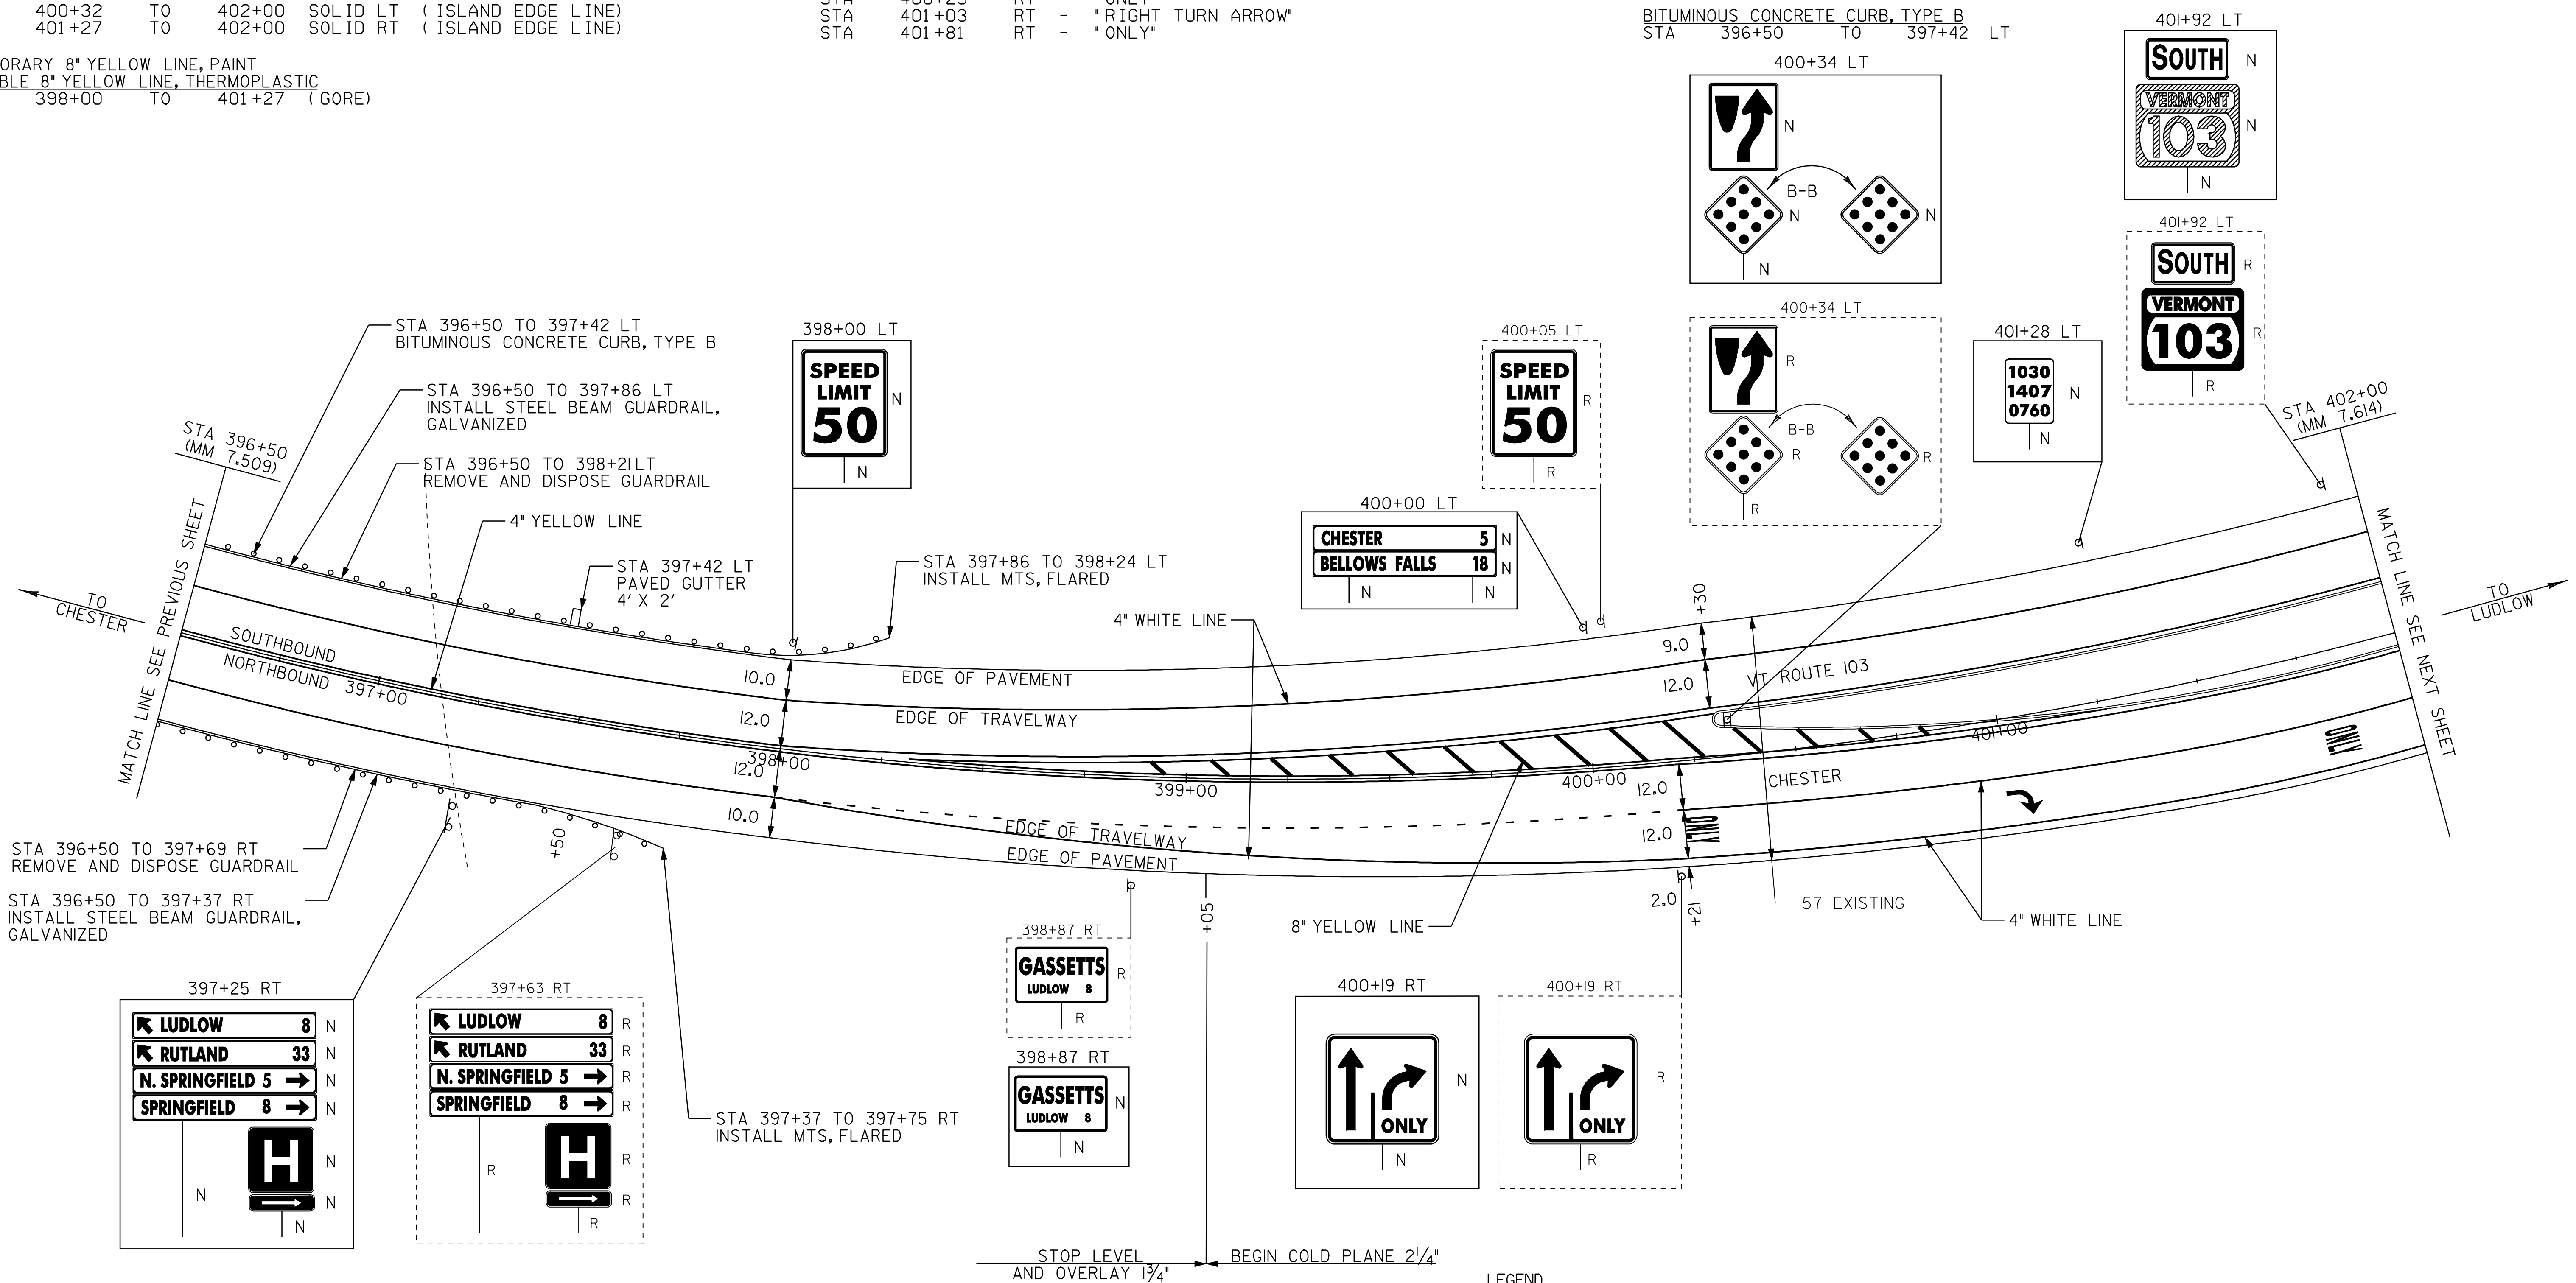 400+32 TO 402+00 SOLID LT (ISLAND EDGE LINE)
401+27 TO 402+00 SOLID RT (ISLAND EDGE LINE)
ORARY 8" YELLOW LINE, PAINT
BLE 8" YELLOW LINE, THERMOPLASTIC
398+00 TO 401+27 (GORE)
STA 401+03 RT - "RIGHT TURN ARROW"
STA 401+81 RT - "ONLY"
BITUMINOUS CONCRETE CURB, TYPE B
STA 396+50 TO 397+42 LT
401+92 LT
SOUTH N
VERMONT
103 N
N
400+34 LT
N
B-B
N N
N
401+92 LT
SOUTH R
VERMONT
103 R
R
400+34 LT
R
B-B
R R
R
401+28 LT
1030
1407
0760
N
N
STA 402+00
(MM 7.614)
STA 396+50 TO 397+42 LT
BITUMINOUS CONCRETE CURB, TYPE B
STA 396+50 TO 397+86 LT
INSTALL STEEL BEAM GUARDRAIL,
GALVANIZED
STA 396+50 TO 398+21LT
REMOVE AND DISPOSE GUARDRAIL
4" YELLOW LINE
STA 396+50
(MM 7.509)
398+00 LT
SPEED
LIMIT
50
N
N
400+05 LT
SPEED
LIMIT
50
R
R
400+00 LT
CHESTER 5 N
BELLOWS FALLS 18 N
N N
STA 397+42 LT
PAVED GUTTER
4' X 2'
STA 397+86 TO 398+24 LT
INSTALL MTS, FLARED
4" WHITE LINE
MATCH LINE SEE PREVIOUS SHEET
TO
CHESTER
TO
LUDLOW
MATCH LINE SEE NEXT SHEET
SOUTHBOUND
NORTHBOUND 397+00
10.0
12.0
398+00
12.0
10.0
EDGE OF PAVEMENT
EDGE OF TRAVELWAY
399+00
400+00
401+00
+30
9.0
12.0
VT ROUTE 103
CHESTER
12.0
12.0
ONLY
ONLY
2.0
+21
57 EXISTING
4" WHITE LINE
8" YELLOW LINE
EDGE OF TRAVELWAY
EDGE OF PAVEMENT
+50
+05
STA 396+50 TO 397+69 RT
REMOVE AND DISPOSE GUARDRAIL
STA 396+50 TO 397+37 RT
INSTALL STEEL BEAM GUARDRAIL,
GALVANIZED
397+25 RT
LUDLOW 8 N
RUTLAND 33 N
N. SPRINGFIELD 5 N
SPRINGFIELD 8 N
H N
N
N
N
397+63 RT
LUDLOW 8 R
RUTLAND 33 R
N. SPRINGFIELD 5 R
SPRINGFIELD 8 R
H R
R
R
R
STA 397+37 TO 397+75 RT
INSTALL MTS, FLARED
398+87 RT
GASSETTS
LUDLOW 8
R
R
398+87 RT
GASSETTS
LUDLOW 8
N
N
400+19 RT
ONLY
N
N
400+19 RT
ONLY
R
R
STOP LEVEL
AND OVERLAY 1¾"
BEGIN COLD PLANE 2¼"
LEGEND